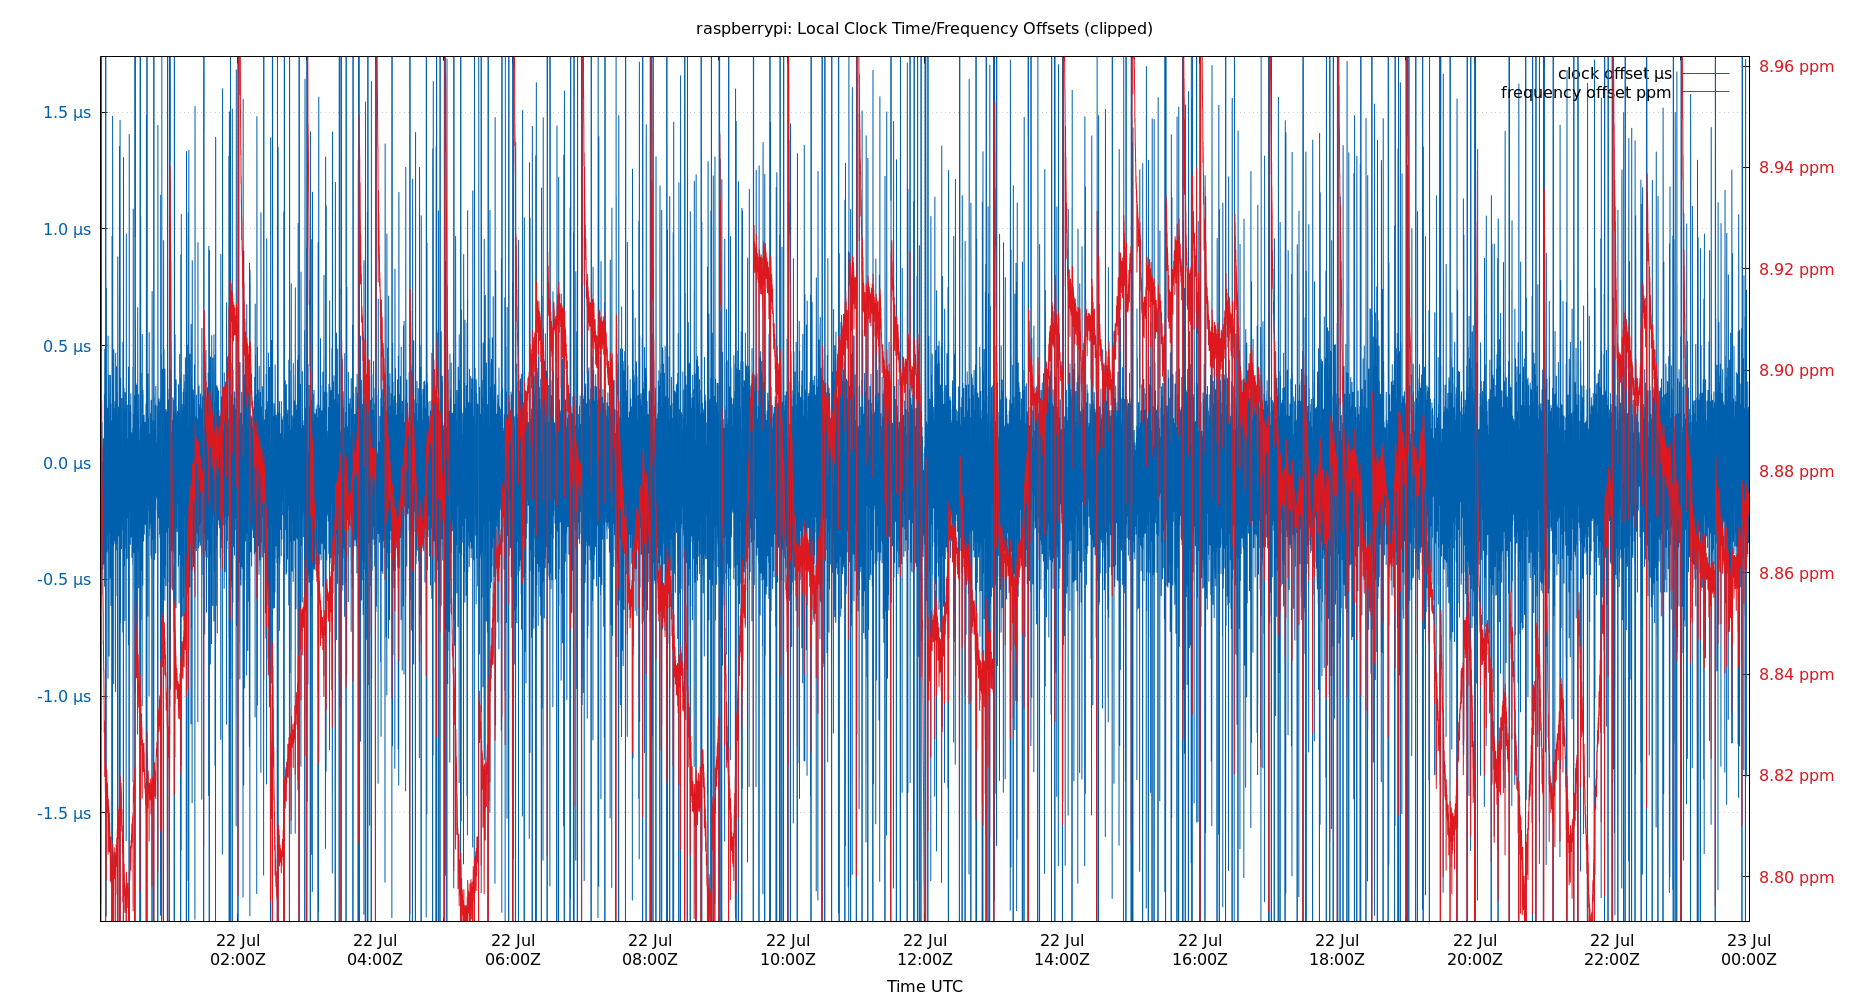 raspberrypi: Local Clock Time/Frequency Offsets (clipped)
clock offset µs
frequency offset ppm
1.5 µs
1.0 µs
0.5 µs
0.0 µs
-0.5 µs
-1.0 µs
-1.5 µs
8.96 ppm
8.94 ppm
8.92 ppm
8.90 ppm
8.88 ppm
8.86 ppm
8.84 ppm
8.82 ppm
8.80 ppm
22 Jul 22 Jul 22 Jul 22 Jul 22 Jul 22 Jul 22 Jul 22 Jul 22 Jul 22 Jul 22 Jul 23 Jul
02:00Z 04:00Z 06:00Z 08:00Z 10:00Z 12:00Z 14:00Z 16:00Z 18:00Z 20:00Z 22:00Z 00:00Z
Time UTC